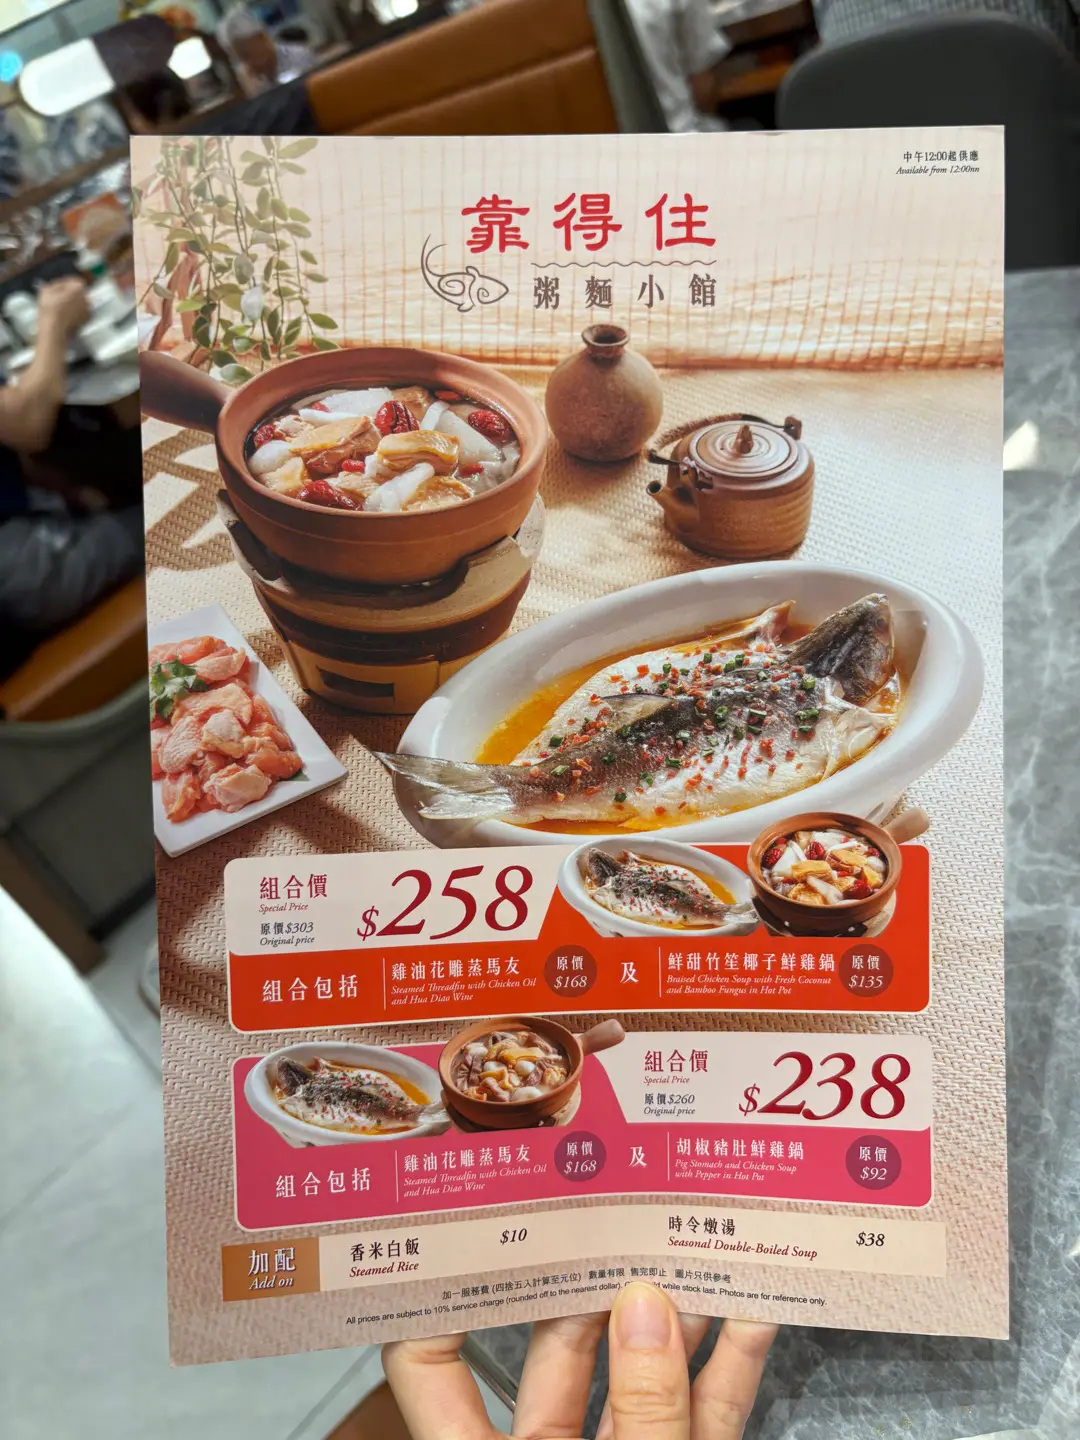 中午12:00起供應
Available from 12:00nn
靠得住
粥麵小館
組合價
Special Price
原價$303
Original price
$258
組合包括
雞油花雕蒸馬友
Steamed Threadfin with Chicken Oil
and Hua Diao Wine
原價
$168
及
鮮甜竹笙椰子鮮雞鍋
Braised Chicken Soup with Fresh Coconut
and Bamboo Fungus in Hot Pot
原價
$135
組合價
Special Price
原價$260
Original price
$238
組合包括
雞油花雕蒸馬友
Steamed Threadfin with Chicken Oil
and Hua Diao Wine
原價
$168
及
胡椒豬肚鮮雞鍋
Pig Stomach and Chicken Soup
with Pepper in Hot Pot
原價
$92
加配
Add on
香米白飯
Steamed Rice
$10
時令燉湯
Seasonal Double-Boiled Soup
$38
加一服務費 (四捨五入計算至元位) 數量有限 售完即止 圖片只供參考
All prices are subject to 10% service charge (rounded off to the nearest dollar). while stock last. Photos are for reference only